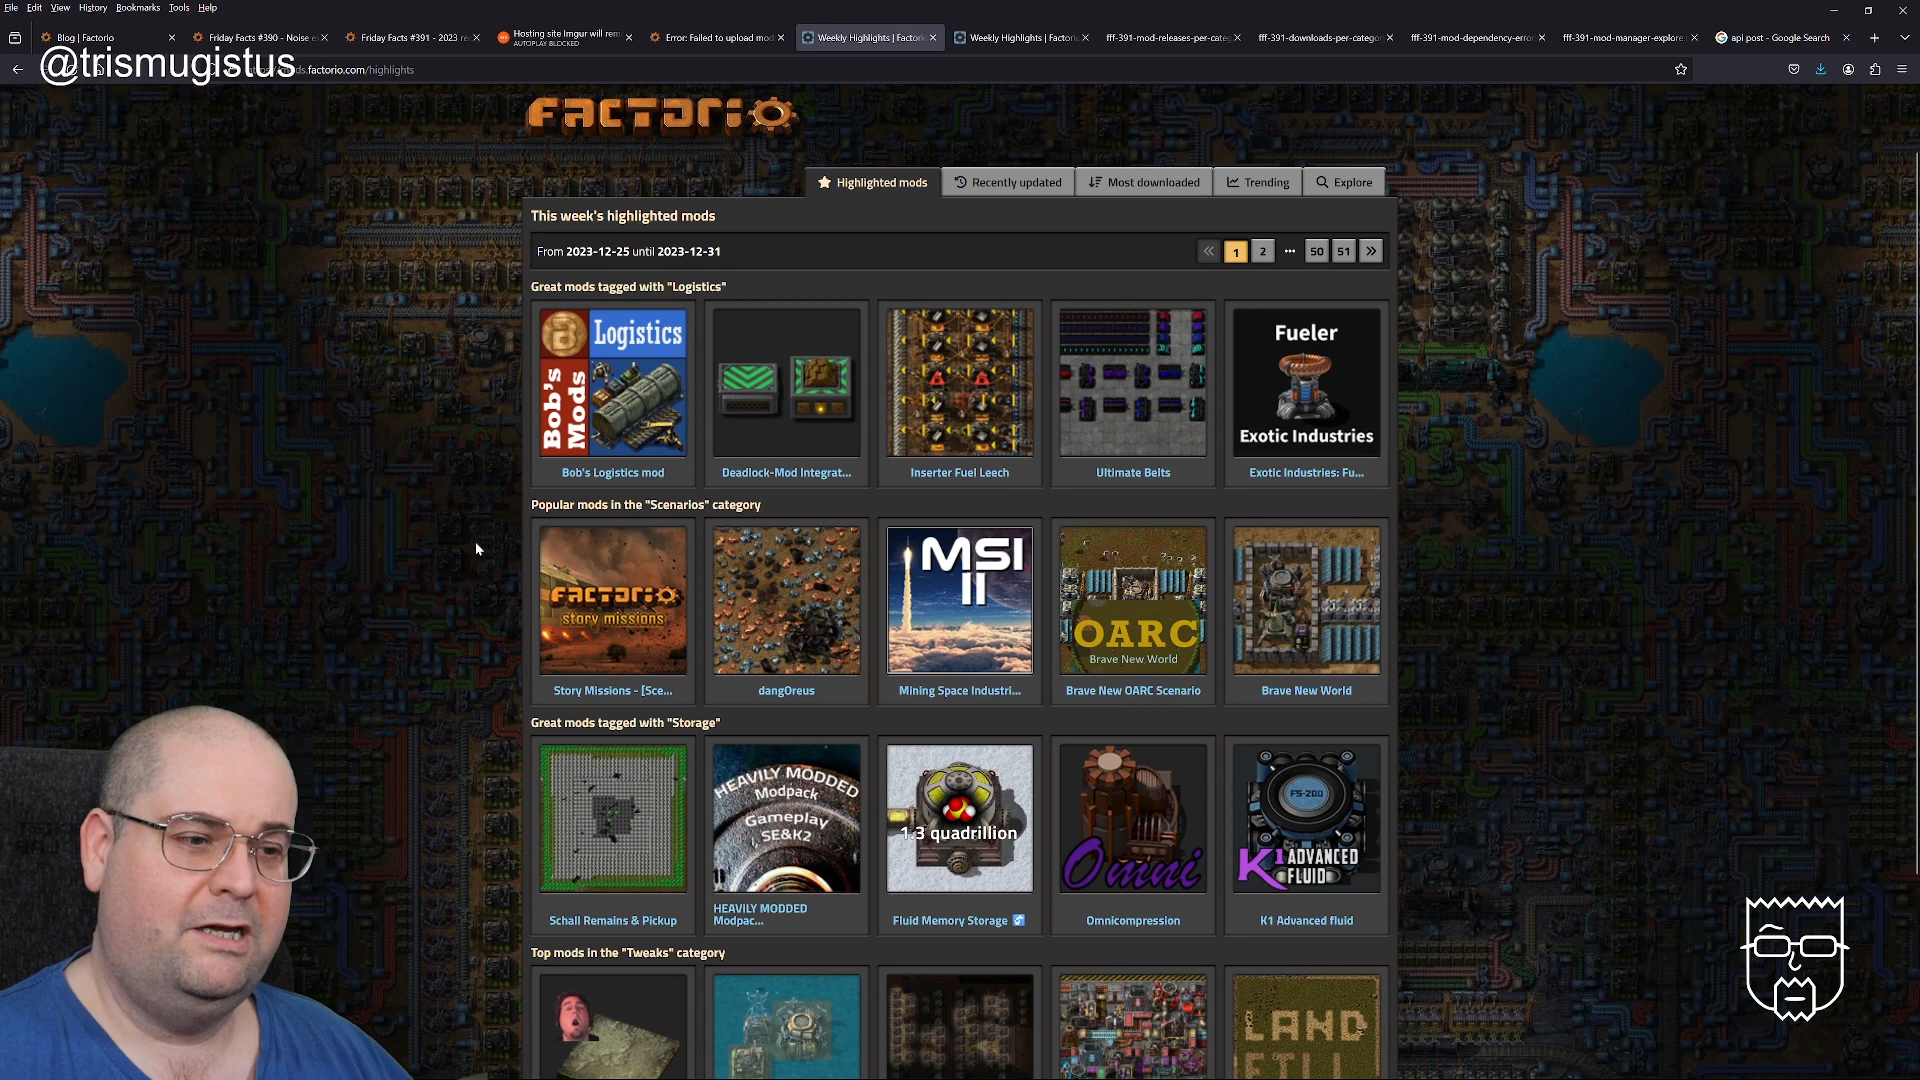 File Edit View History Bookmarks Tools Help
Blog | Factorio
Friday Facts #390 - Noise e
Friday Facts #391 - 2023 re
Hosting site Imgur will rem
AUTOPLAY BLOCKED
Error: Failed to upload mod
Weekly Highlights | Factorio
Weekly Highlights | Factorio
fff-391-mod-releases-per-categ
fff-391-downloads-per-categor
fff-391-mod-dependency-error
fff-391-mod-manager-explore.
api post - Google Search
@trismugistus
ds.factorio.com/highlights
FACTORIO
Highlighted mods
Recently updated
Most downloaded
Trending
Explore
This week's highlighted mods
From 2023-12-25 until 2023-12-31
« 1 2 ••• 50 51 »
Great mods tagged with "Logistics"
B Logistics
Bob's Mods
Fueler
Exotic Industries
Bob's Logistics mod
Deadlock-Mod Integrat...
Inserter Fuel Leech
Ultimate Belts
Exotic Industries: Fu...
Popular mods in the "Scenarios" category
FACTORIO
story missions
MSI
II
OARC
Brave New World
Story Missions - [Sce...
dangOreus
Mining Space Industri...
Brave New OARC Scenario
Brave New World
Great mods tagged with "Storage"
HEAVILY MODDED
Modpack
Gameplay
SE&K2
1.3 quadrillion
Omni
FS-200
K1 ADVANCED
FLUID
Schall Remains & Pickup
HEAVILY MODDED
Modpac...
Fluid Memory Storage
Omnicompression
K1 Advanced fluid
Top mods in the "Tweaks" category
LAND